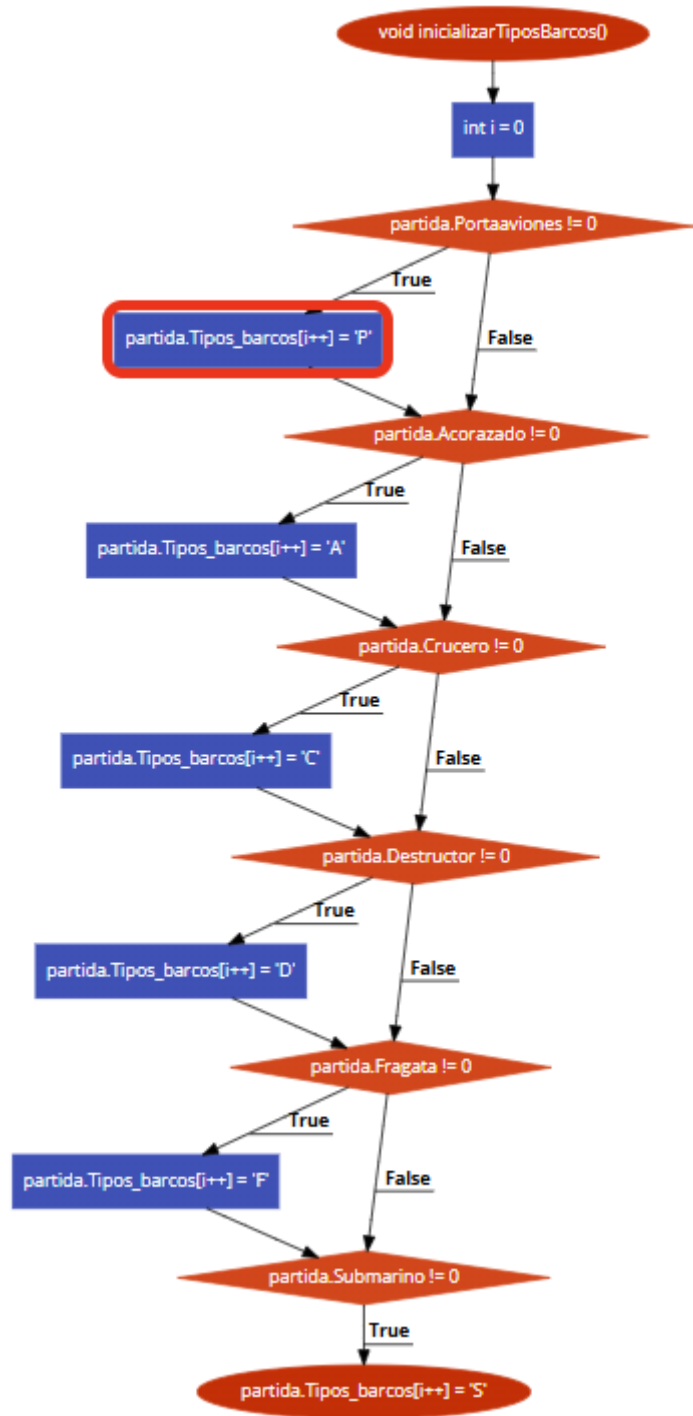 void inicializarTiposBarcos()
int i = 0
partida.Portaaviones != 0
True
partida.Tipos_barcos[i++] = 'P'
False
partida.Acorazado != 0
True
partida.Tipos_barcos[i++] = 'A'
False
partida.Crucero != 0
True
partida.Tipos_barcos[i++] = 'C'
False
partida.Destructor != 0
True
partida.Tipos_barcos[i++] = 'D'
False
partida.Fragata != 0
True
partida.Tipos_barcos[i++] = 'F'
False
partida.Submarino != 0
True
partida.Tipos_barcos[i++] = 'S'